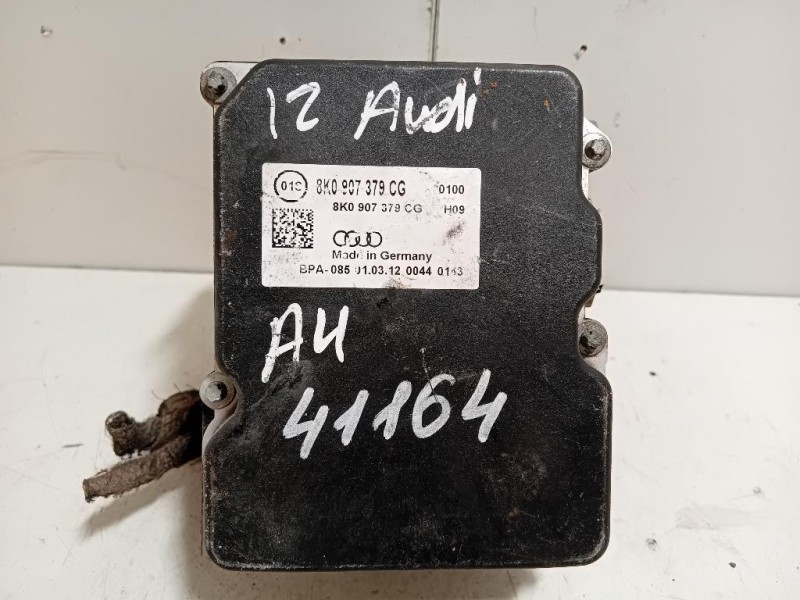 12 Audi
01S 8K0 907 379 CG 0100
8K0 907 379 CG H09
Made in Germany
BPA-085 01.03.12 0044 0143
A4
41164